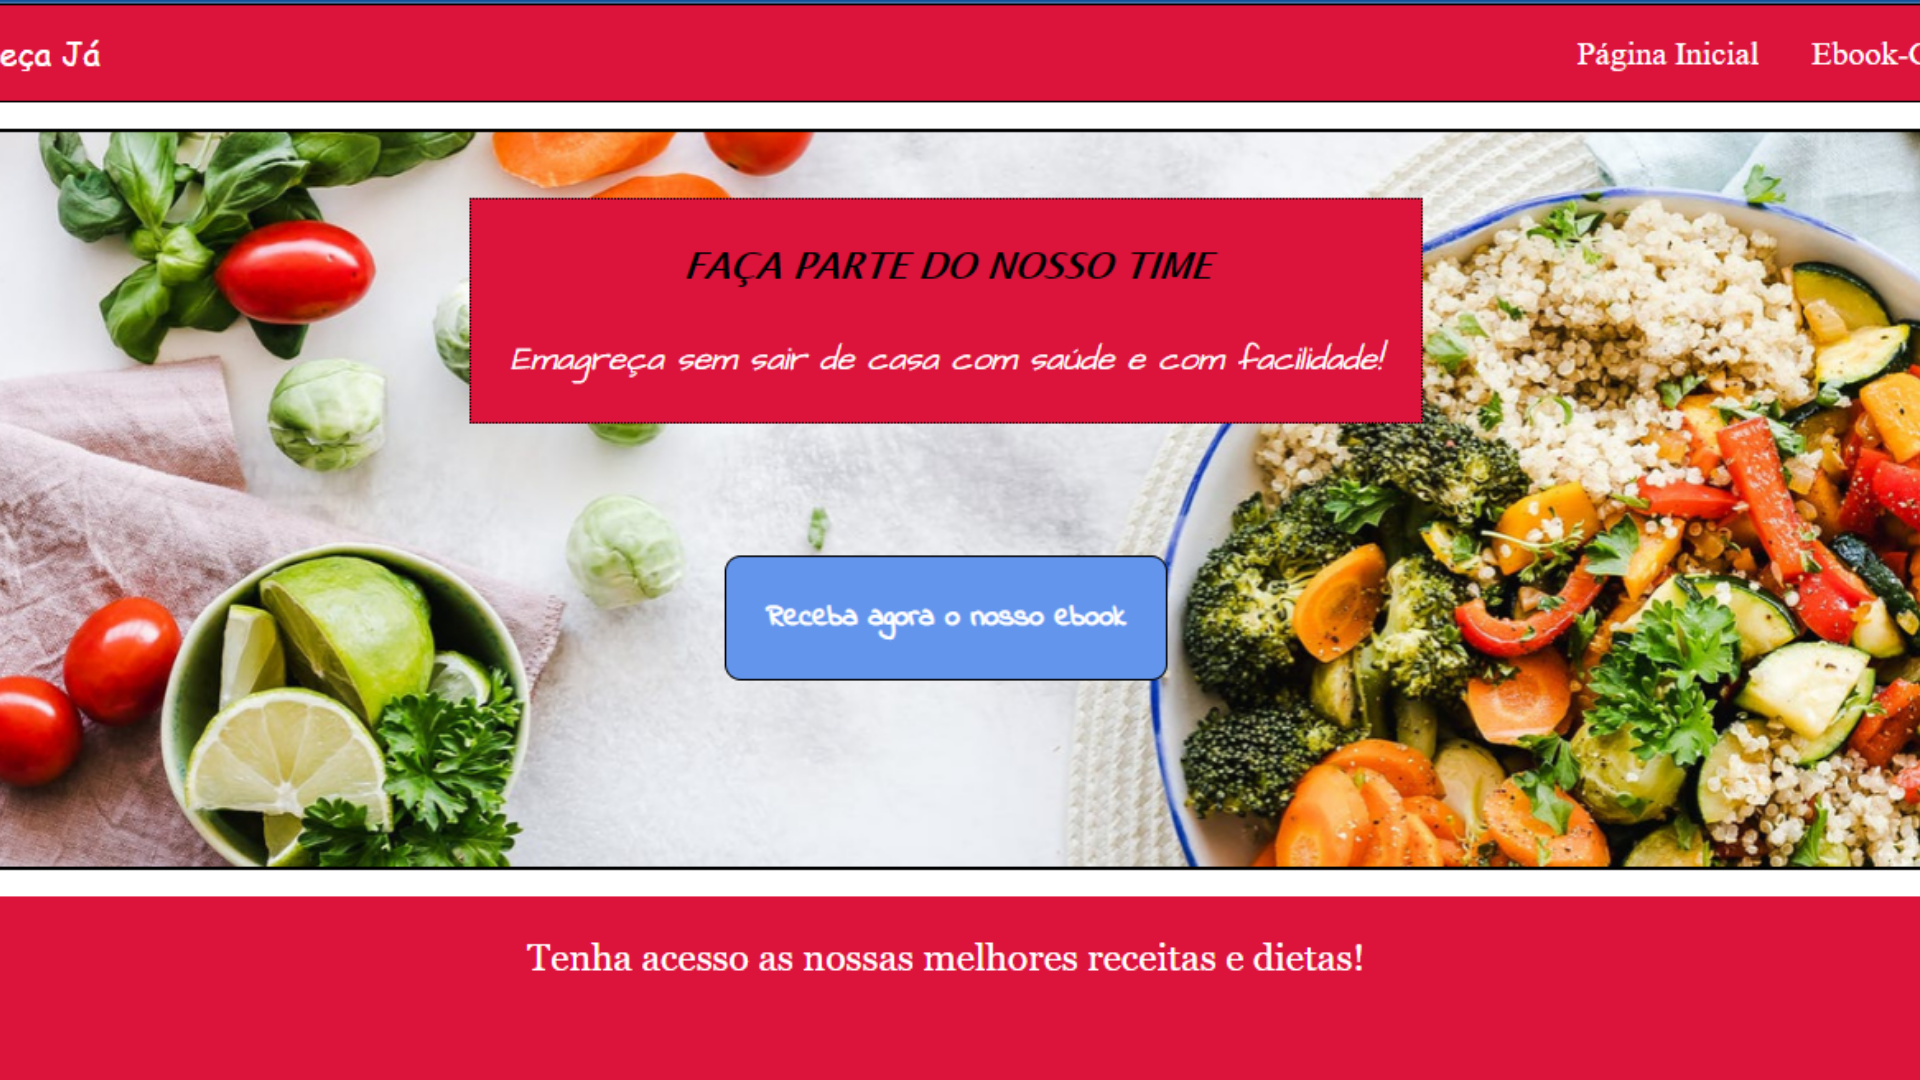 eça Já
Página Inicial
Ebook-
FAÇA PARTE DO NOSSO TIME
Emagreça sem sair de casa com saúde e com facilidade!
Receba agora o nosso ebook
Tenha acesso as nossas melhores receitas e dietas!